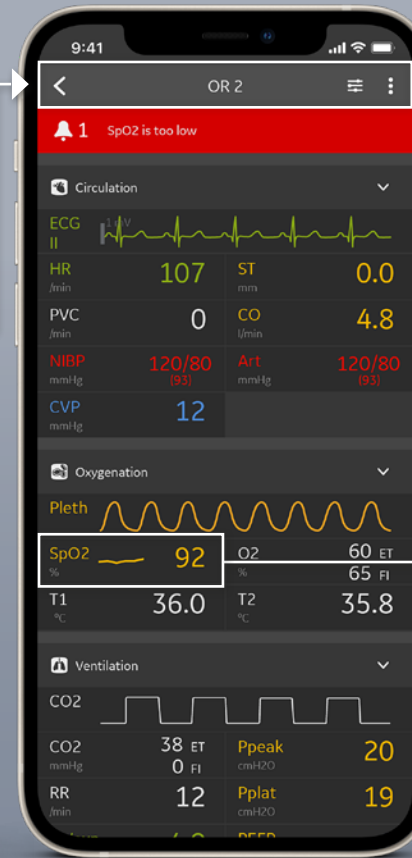 9:41
OR 2
1 SpO2 is too low
Circulation
ECG
II
1 mV
HR 107 ST 0.0
/min mm
PVC 0 CO 4.8
/min l/min
NIBP 120/80 Art 120/80
mmHg (93) mmHg (93)
CVP 12
mmHg
Oxygenation
Pleth
SpO2 92 O2 60 ET
% % 65 FI
T1 36.0 T2 35.8
°C °C
Ventilation
CO2
CO2 38 ET Ppeak 20
mmHg 0 FI cmH2O
RR 12 Pplat 19
/min cmH2O
PEEP